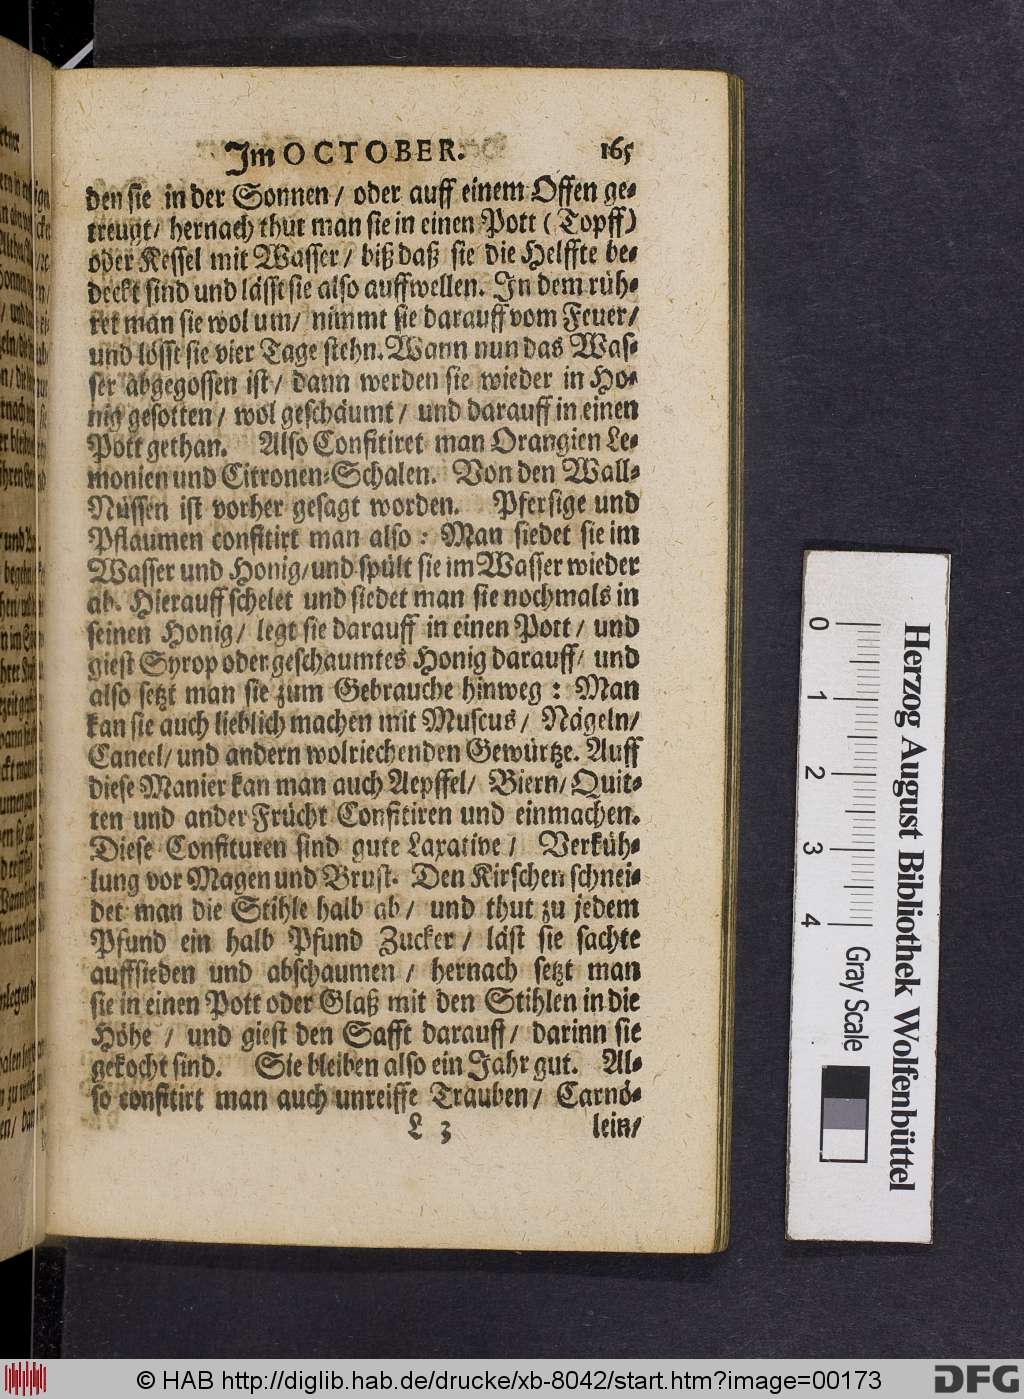 Im OCTOBER. 165
den sie in der Sonnen / oder auff einem Offen ge-
treugt / hernach thut man sie in einen Pott ( Topff )
oder Kessel mit Wasser / biß daß sie die Helffte be-
deckt sind und lässt sie also auffwellen. In dem rüh-
ret man sie wol um / nimmt sie darauff vom Feuer /
und lösst sie vier Tage stehn. Wann nun das Was-
ser abgegossen ist / dann werden sie wieder in Ho-
nig gesotten / wol geschäumt / und darauff in einen
Pott gethan. Also Confitiret man Orangien Le-
monien und Citronen-Schalen. Von den Wall-
Nüssen ist vorher gesagt worden. Pfersige und
Pflaumen confitirt man also : Man siedet sie im
Wasser und Honig / und spült sie im Wasser wieder
ab. Hierauff schelet und siedet man sie nochmals in
seinen Honig / legt sie darauff in einen Pott / und
giest Syrop oder geschaumtes Honig darauff / und
also setzt man sie zum Gebrauche hinweg : Man
kan sie auch lieblich machen mit Muscus / Nägeln /
Caneel / und andern wolriechenden Gewürtze. Auff
diese Manier kan man auch Aepffel / Biern / Quit-
ten und ander Frücht Confitiren und einmachen.
Diese Confituren sind gute Laxative / Verküh-
lung vor Magen und Brust. Den Kirschen schnei-
det man die Stihle halb ab / und thut zu jedem
Pfund ein halb Pfund Zucker / läst sie sachte
auffsieden und abschaumen / hernach setzt man
sie in einen Pott oder Glaß mit den Stihlen in die
Höhe / und giest den Safft darauff / darinn sie
gekocht sind. Sie bleiben also ein Jahr gut. Al-
so confitirt man auch unreiffe Trauben / Carnö-
L 3 lein /
0 1 2 3 4 Gray Scale
Herzog August Bibliothek Wolfenbüttel
© HAB http://diglib.hab.de/drucke/xb-8042/start.htm?image=00173
DFG